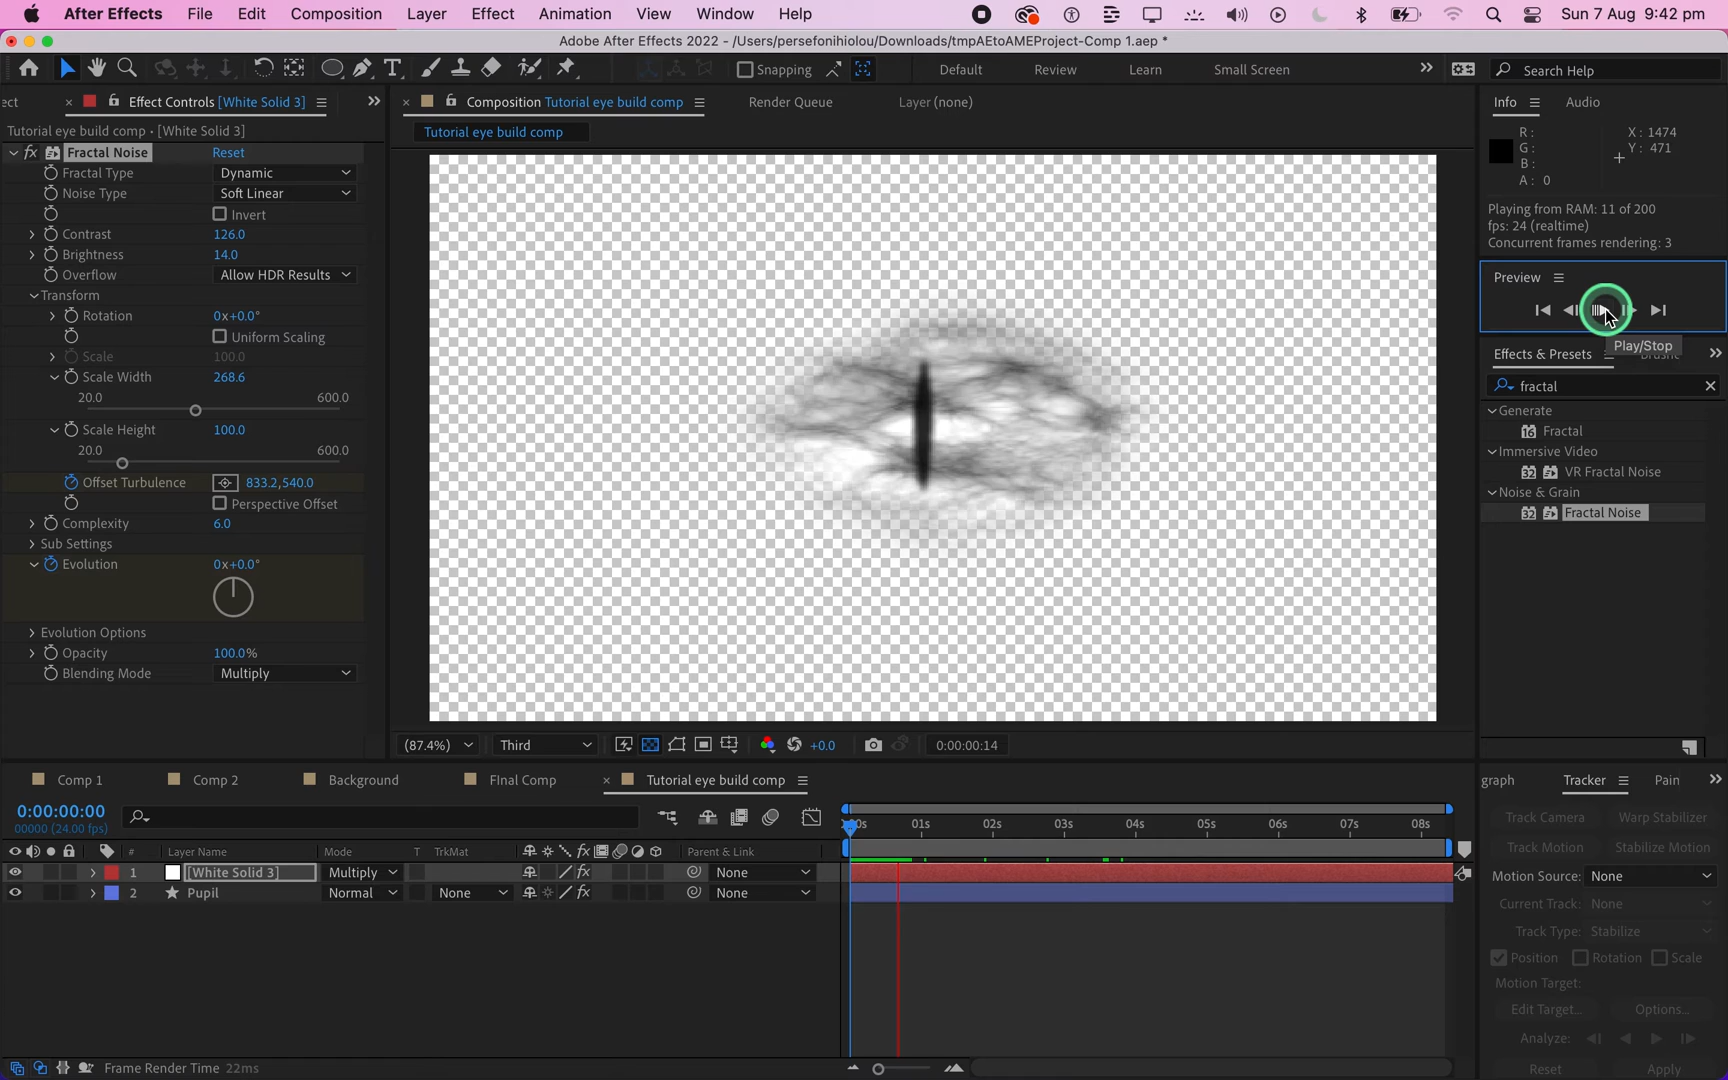 After Effects File Edit Composition Layer Effect Animation View Window Help Sun 7 Aug 9:42 pm
Adobe After Effects 2022 - /Users/persefonihiolou/Downloads/tmpAEtoAMEProject-Comp 1.aep *
Snapping Default Review Learn Small Screen Search Help
ect Effect Controls [White Solid 3] Composition Tutorial eye build comp Render Queue Layer (none) Info Audio
Tutorial eye build comp • [White Solid 3] Tutorial eye build comp
Fractal Noise Reset
Fractal Type Dynamic
Noise Type Soft Linear
Invert
Contrast 126.0
Brightness 14.0
Overflow Allow HDR Results
Transform
Rotation 0x+0.0°
Uniform Scaling
Scale 100.0
Scale Width 268.6
20.0 600.0
Scale Height 100.0
20.0 600.0
Offset Turbulence 833.2,540.0
Perspective Offset
Complexity 6.0
Sub Settings
Evolution 0x+0.0°
Evolution Options
Opacity 100.0%
Blending Mode Multiply
R: X: 1474
G: Y: 471
B:
A: 0
Playing from RAM: 11 of 200
fps: 24 (realtime)
Concurrent frames rendering: 3
Preview
Play/Stop
Effects & Presets
fractal
Generate
16 Fractal
Immersive Video
32 VR Fractal Noise
Noise & Grain
32 Fractal Noise
(87.4%) Third +0.0 0:00:00:14
Comp 1 Comp 2 Background FInal Comp Tutorial eye build comp
0:00:00:00
00000 (24.00 fps)
00s 01s 02s 03s 04s 05s 06s 07s 08s
# Layer Name Mode T TrkMat Parent & Link
1 [White Solid 3] Multiply None
2 Pupil Normal None None
Frame Render Time 22ms
graph Tracker Pain
Track Camera Warp Stabilizer
Track Motion Stabilize Motion
Motion Source: None
Current Track: None
Track Type: Stabilize
Position Rotation Scale
Motion Target:
Edit Target... Options...
Analyze:
Reset Apply